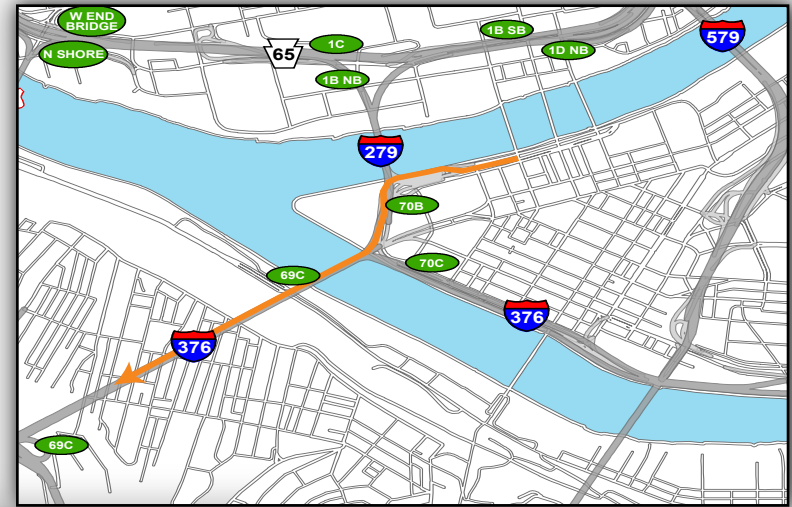 W END
BRIDGE
N SHORE
65
1C
1B NB
1B SB
1D NB
579
279
70B
70C
69C
376
376
69C